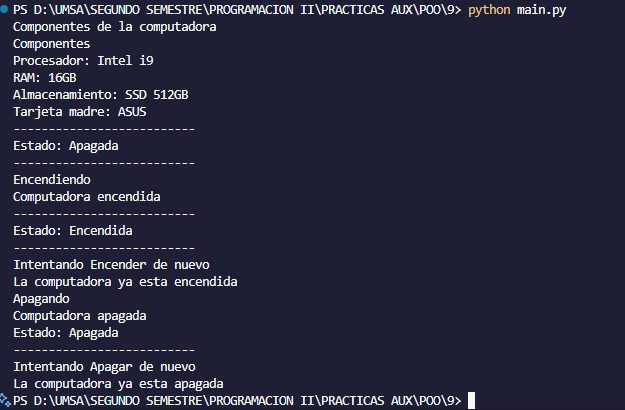 PS D:\UMSA\SEGUNDO SEMESTRE\PROGRAMACION II\PRACTICAS AUX\POO\9> python main.py
Componentes de la computadora
Componentes
Procesador: Intel i9
RAM: 16GB
Almacenamiento: SSD 512GB
Tarjeta madre: ASUS
--------------------------
Estado: Apagada
--------------------------
Encendiendo
Computadora encendida
--------------------------
Estado: Encendida
--------------------------
Intentando Encender de nuevo
La computadora ya esta encendida
Apagando
Computadora apagada
Estado: Apagada
--------------------------
Intentando Apagar de nuevo
La computadora ya esta apagada
PS D:\UMSA\SEGUNDO SEMESTRE\PROGRAMACION II\PRACTICAS AUX\POO\9>